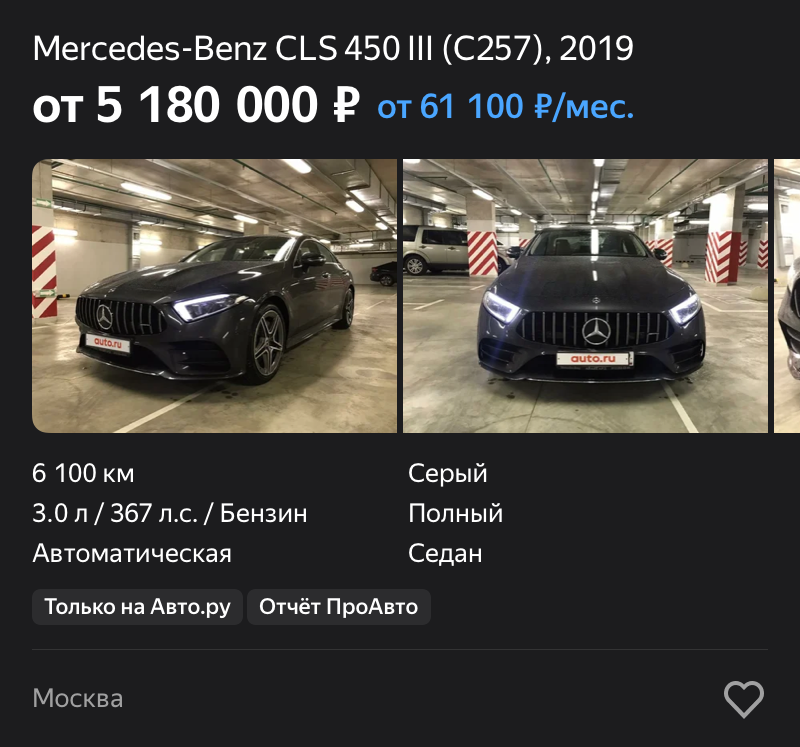 Mercedes-Benz CLS 450 III (C257), 2019
от 5 180 000 ₽ от 61 100 ₽/мес.
auto.ru
auto.ru
6 100 км
Серый
3.0 л / 367 л.с. / Бензин
Полный
Автоматическая
Седан
Только на Авто.ру Отчёт ПроАвто
Москва